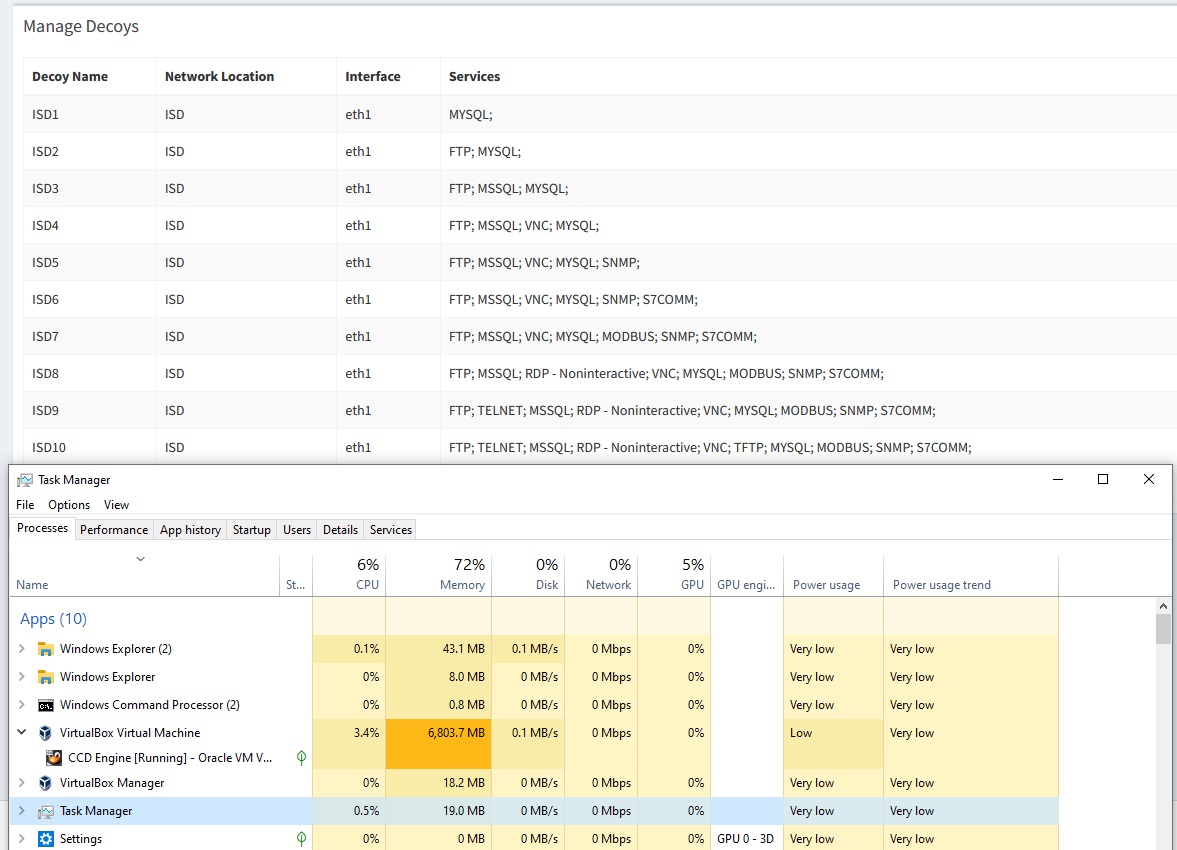 Manage Decoys
Decoy Name Network Location Interface Services
ISD1 ISD eth1 MYSQL;
ISD2 ISD eth1 FTP; MYSQL;
ISD3 ISD eth1 FTP; MSSQL; MYSQL;
ISD4 ISD eth1 FTP; MSSQL; VNC; MYSQL;
ISD5 ISD eth1 FTP; MSSQL; VNC; MYSQL; SNMP;
ISD6 ISD eth1 FTP; MSSQL; VNC; MYSQL; SNMP; S7COMM;
ISD7 ISD eth1 FTP; MSSQL; VNC; MYSQL; MODBUS; SNMP; S7COMM;
ISD8 ISD eth1 FTP; MSSQL; RDP - Noninteractive; VNC; MYSQL; MODBUS; SNMP; S7COMM;
ISD9 ISD eth1 FTP; TELNET; MSSQL; RDP - Noninteractive; VNC; MYSQL; MODBUS; SNMP; S7COMM;
ISD10 ISD eth1 FTP; TELNET; MSSQL; RDP - Noninteractive; VNC; TFTP; MYSQL; MODBUS; SNMP; S7COMM;
Task Manager
File Options View
Processes Performance App history Startup Users Details Services
6% 72% 0% 0% 5%
Name St... CPU Memory Disk Network GPU GPU engi... Power usage Power usage trend
Apps (10)
Windows Explorer (2) 0.1% 43.1 MB 0.1 MB/s 0 Mbps 0% Very low Very low
Windows Explorer 0% 8.0 MB 0 MB/s 0 Mbps 0% Very low Very low
Windows Command Processor (2) 0% 0.8 MB 0 MB/s 0 Mbps 0% Very low Very low
VirtualBox Virtual Machine 3.4% 6,803.7 MB 0.1 MB/s 0 Mbps 0% Low Very low
CCD Engine [Running] - Oracle VM V...
VirtualBox Manager 0% 18.2 MB 0 MB/s 0 Mbps 0% Very low Very low
Task Manager 0.5% 19.0 MB 0 MB/s 0 Mbps 0% Very low Very low
Settings 0% 0 MB 0 MB/s 0 Mbps 0% GPU 0 - 3D Very low Very low